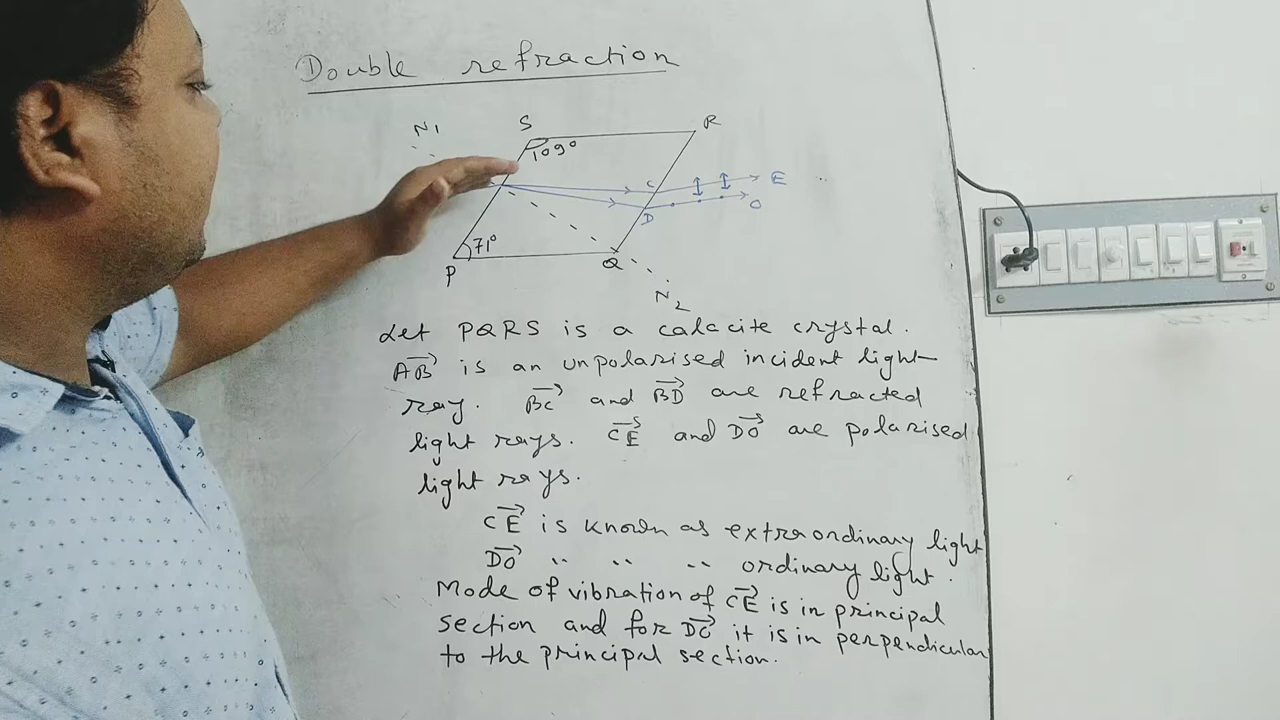 Double refraction
N1
S
R
109°
C
E
D
O
71°
P
Q
N2
Let PQRS is a calacite crystal.
AB is an unpolarised incident light
ray. BC and BD are refracted
light rays. CE and DO are polarised
light rays.
CE is known as extraordinary light
DO " " " ordinary light.
Mode of vibration of CE is in principal
section and for DO it is in perpendicular
to the principal section.